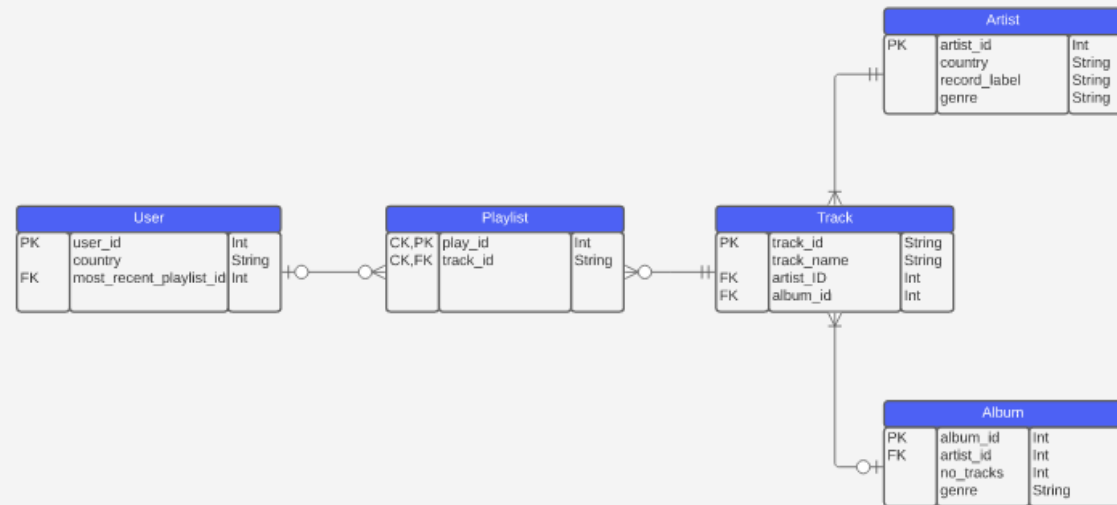 Artist
PK artist_id Int
country String
record_label String
genre String
User
PK user_id Int
country String
FK most_recent_playlist_id Int
Playlist
CK,PK play_id Int
CK,FK track_id String
Track
PK track_id String
track_name String
FK artist_ID Int
FK album_id Int
Album
PK album_id Int
FK artist_id Int
no_tracks Int
genre String